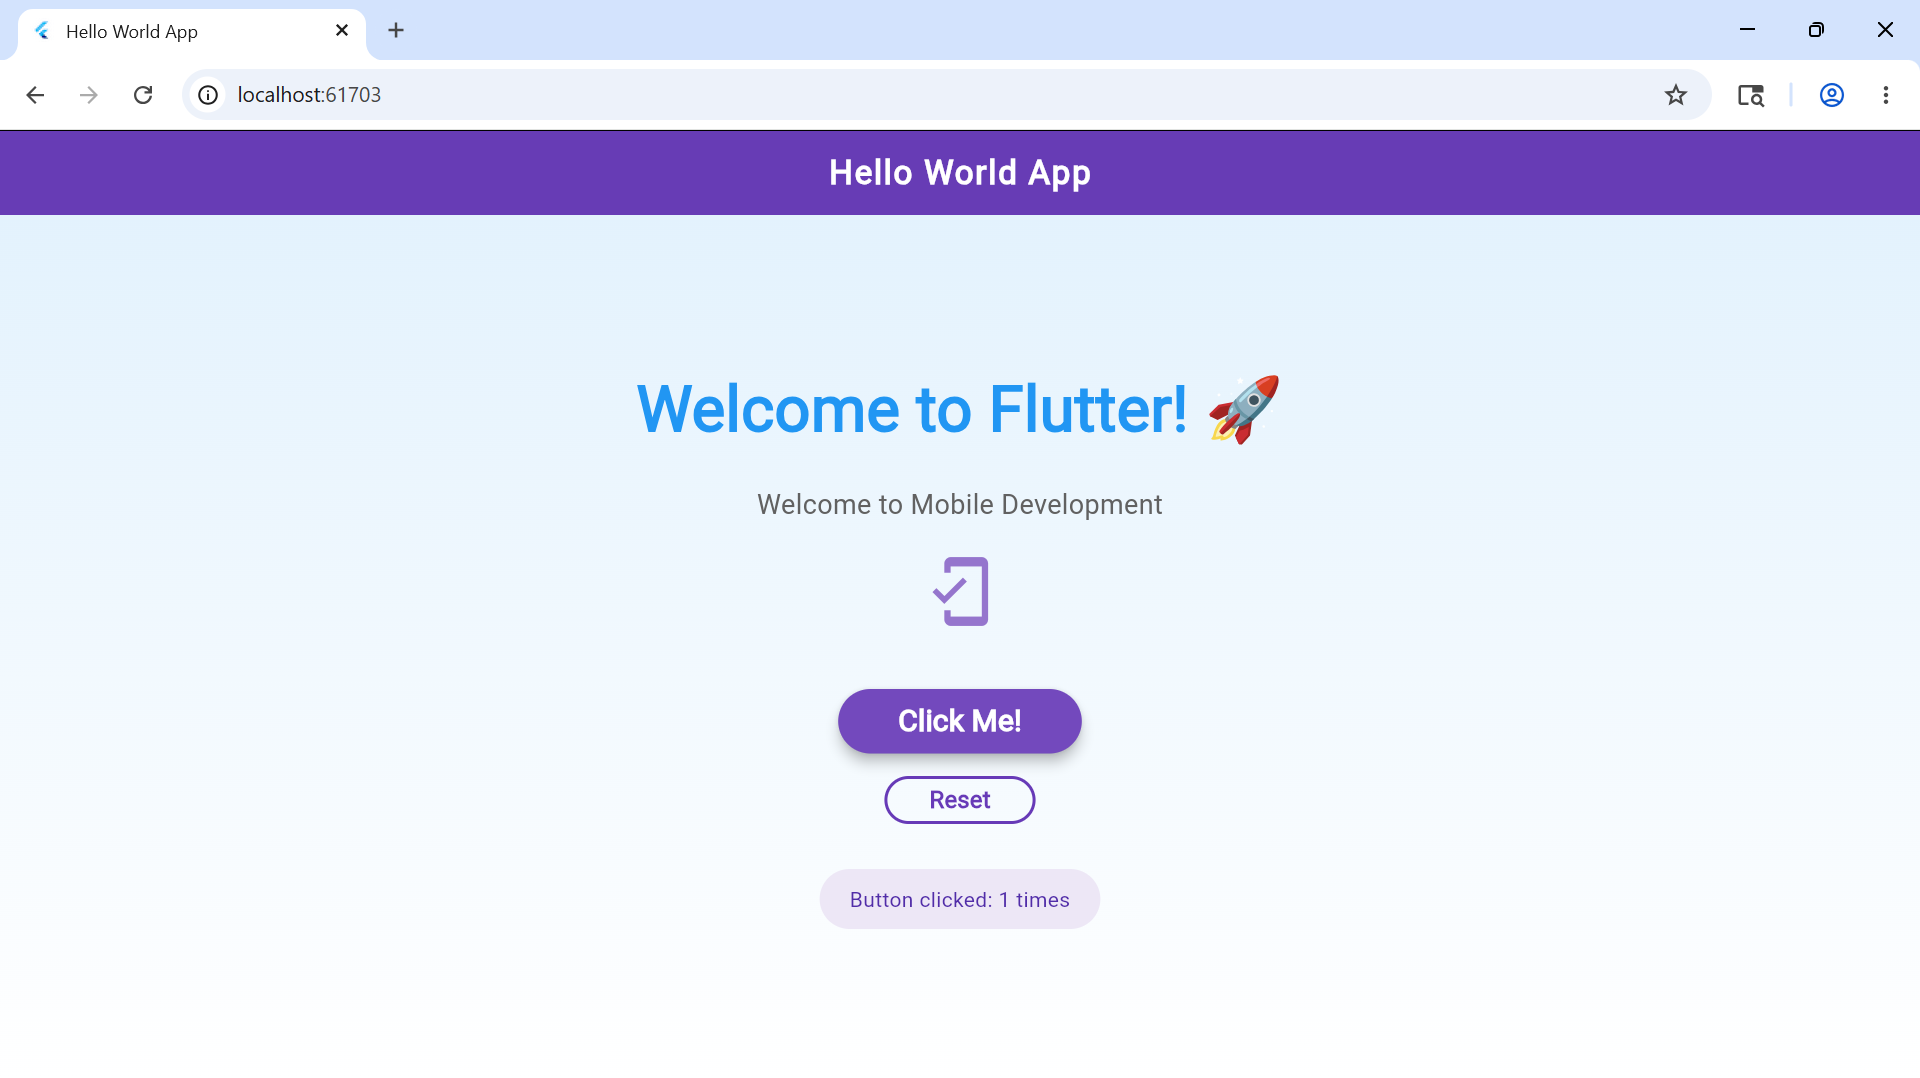 Hello World App
localhost:61703
Hello World App
Welcome to Flutter! 🚀
Welcome to Mobile Development
Click Me!
Reset
Button clicked: 1 times